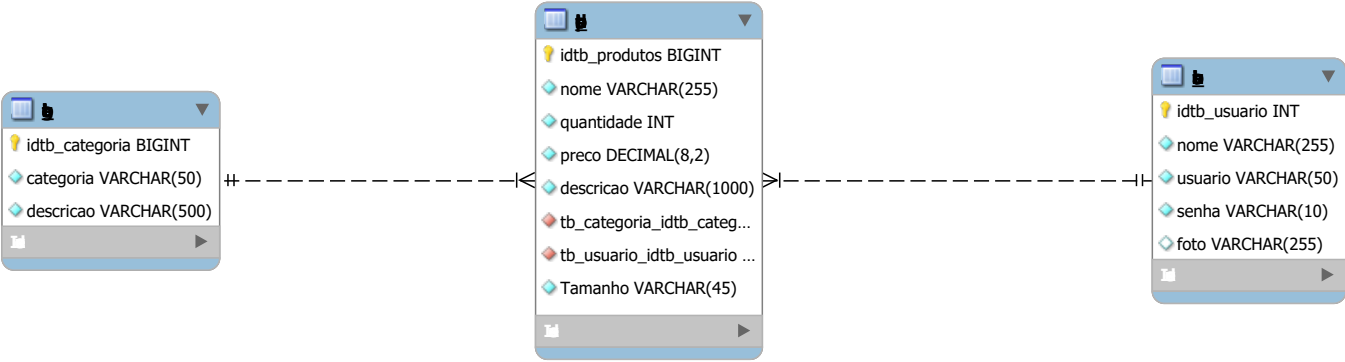 idtb_categoria BIGINT
categoria VARCHAR(50)
descricao VARCHAR(500)
idtb_produtos BIGINT
nome VARCHAR(255)
quantidade INT
preco DECIMAL(8,2)
descricao VARCHAR(1000)
tb_categoria_idtb_categ...
tb_usuario_idtb_usuario ...
Tamanho VARCHAR(45)
idtb_usuario INT
nome VARCHAR(255)
usuario VARCHAR(50)
senha VARCHAR(10)
foto VARCHAR(255)